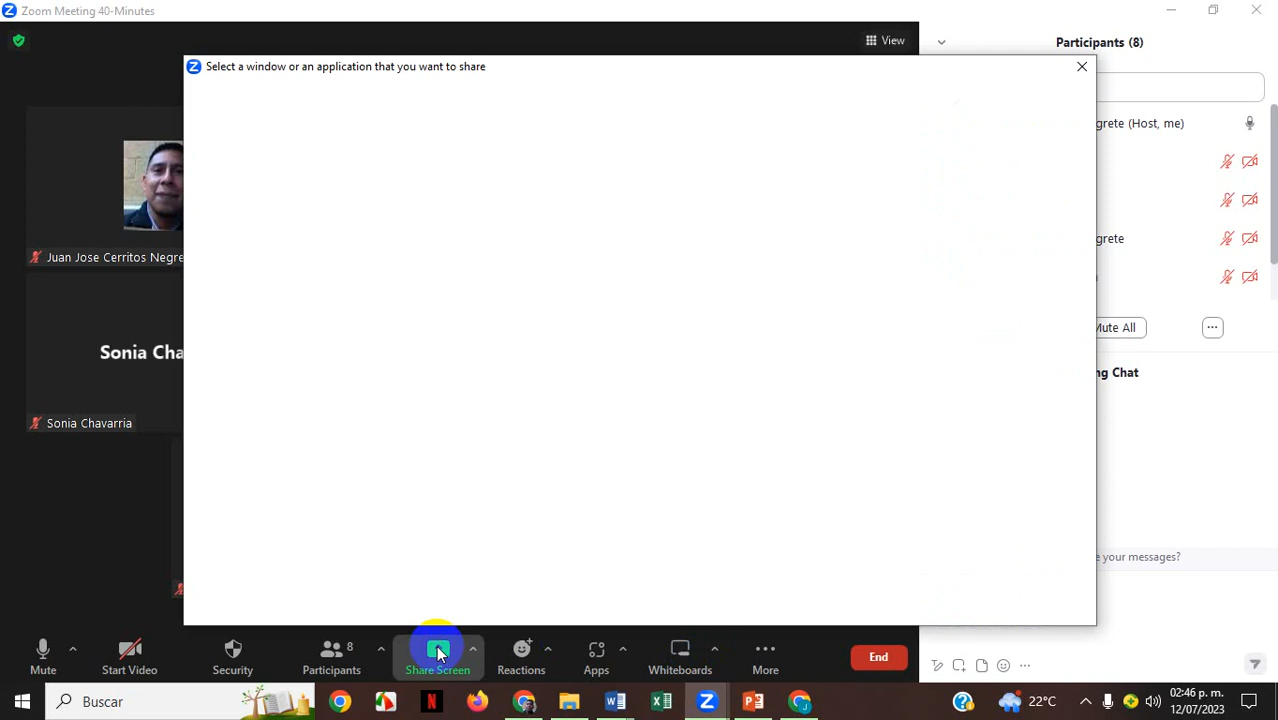 Zoom Meeting 40-Minutes
View
Participants (8)
Select a window or an application that you want to share
grete (Host, me)
Juan Jose Cerritos Negre
grete
Mute All
Sonia Cha
ng Chat
Sonia Chavarria
e your messages?
8
Mute
Start Video
Security
Participants
Share Screen
Reactions
Apps
Whiteboards
More
End
Buscar
22°C
02:46 p. m.
12/07/2023